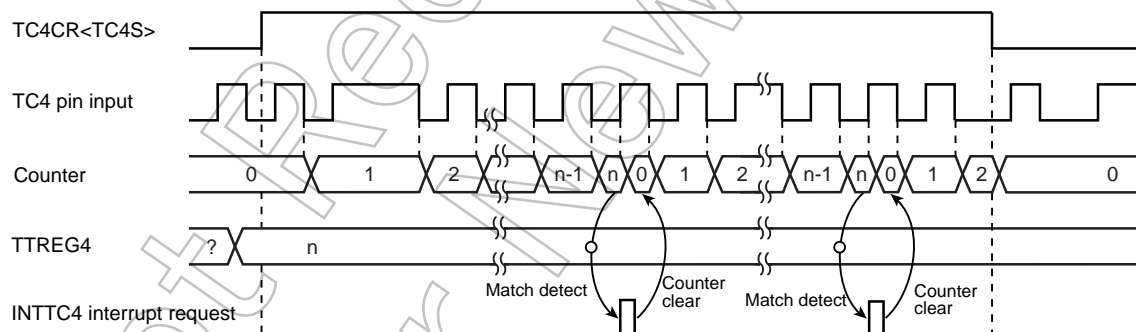 TC4CR<TC4S>
TC4 pin input
Counter 0 1 2 n-1 n 0 1 2 n-1 n 0 1 2 0
TTREG4 ? n
Match detect Counter clear Match detect Counter clear
INTTC4 interrupt request